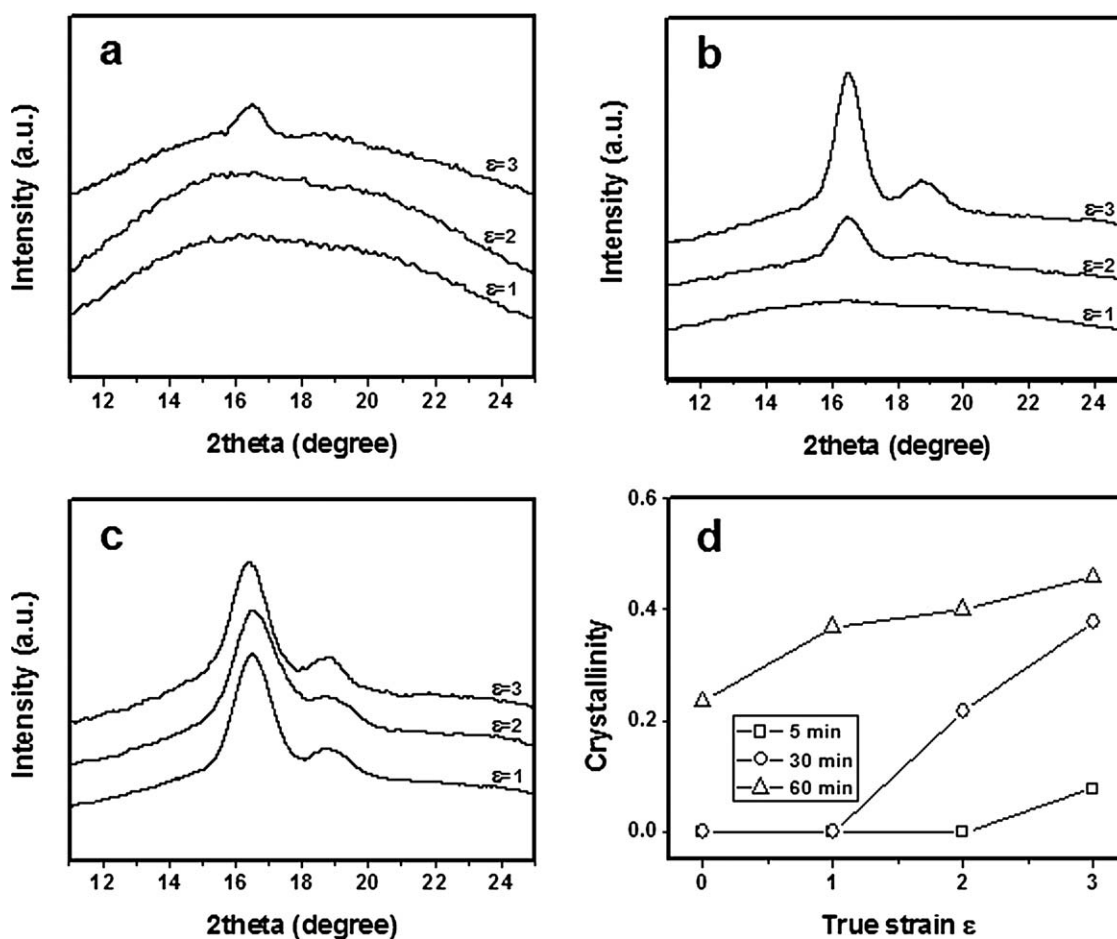 a
Intensity (a.u.)
ε=3
ε=2
ε=1
12 14 16 18 20 22 24
2theta (degree)
b
Intensity (a.u.)
ε=3
ε=2
ε=1
12 14 16 18 20 22 24
2theta (degree)
c
Intensity (a.u.)
ε=3
ε=2
ε=1
12 14 16 18 20 22 24
2theta (degree)
d
Crystallinity
0.6
0.4
0.2
0.0
5 min
30 min
60 min
0 1 2 3
True strain ε